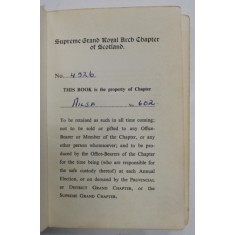 Supreme Grand Royal Arch Chapter
of Scotland.
No. 4926
THIS BOOK is the property of Chapter
Ailsa No. 602.
To be retained as such in all time coming;
not to be sold or gifted to any Office-
Bearer or Member of the Chapter, or any
other person whomsoever; and to be pro-
duced by the Office-Bearers of the Chapter
for the time being (who are responsible for
the safe custody thereof) at each Annual
Election, or on demand by the PROVINCIAL
or DISTRICT GRAND CHAPTER, or the
SUPREME GRAND CHAPTER.